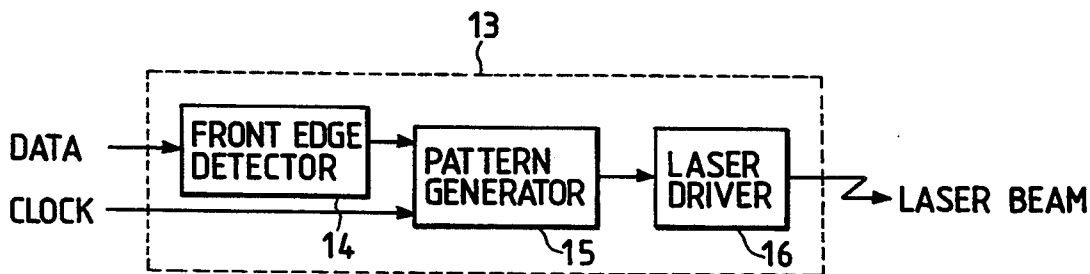 13
DATA
FRONT EDGE
DETECTOR
CLOCK
14
PATTERN
GENERATOR
15
LASER
DRIVER
16
LASER BEAM